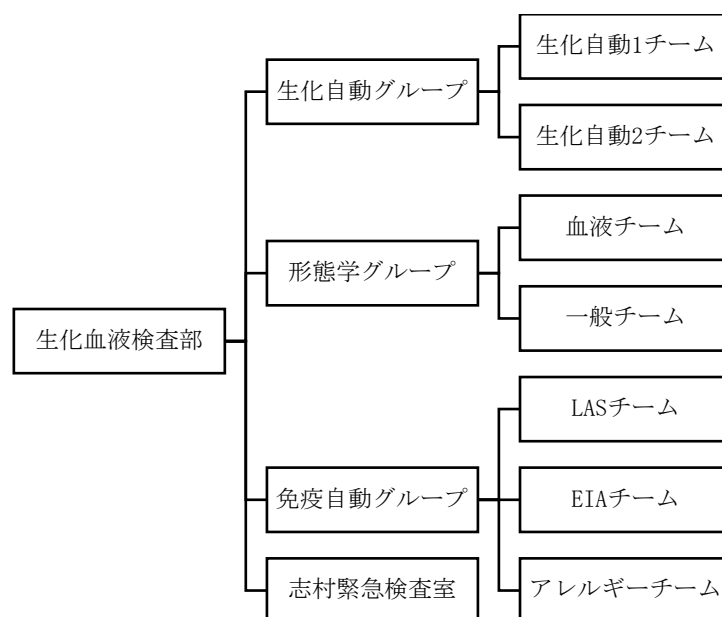 生化血液検査部
生化自動グループ
生化自動1チーム
生化自動2チーム
形態学グループ
血液チーム
一般チーム
免疫自動グループ
LASチーム
EIAチーム
アレルギーチーム
志村緊急検査室